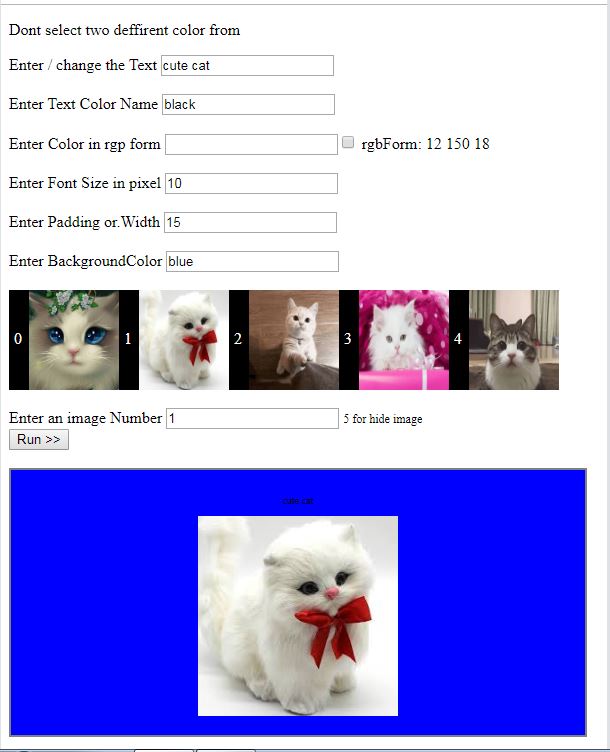 Dont select two deffirent color from
Enter / change the Text cute cat
Enter Text Color Name black
Enter Color in rgp form rgbForm: 12 150 18
Enter Font Size in pixel 10
Enter Padding or.Width 15
Enter BackgroundColor blue
0 1 2 3 4
Enter an image Number 1 5 for hide image
Run >>
cute cat